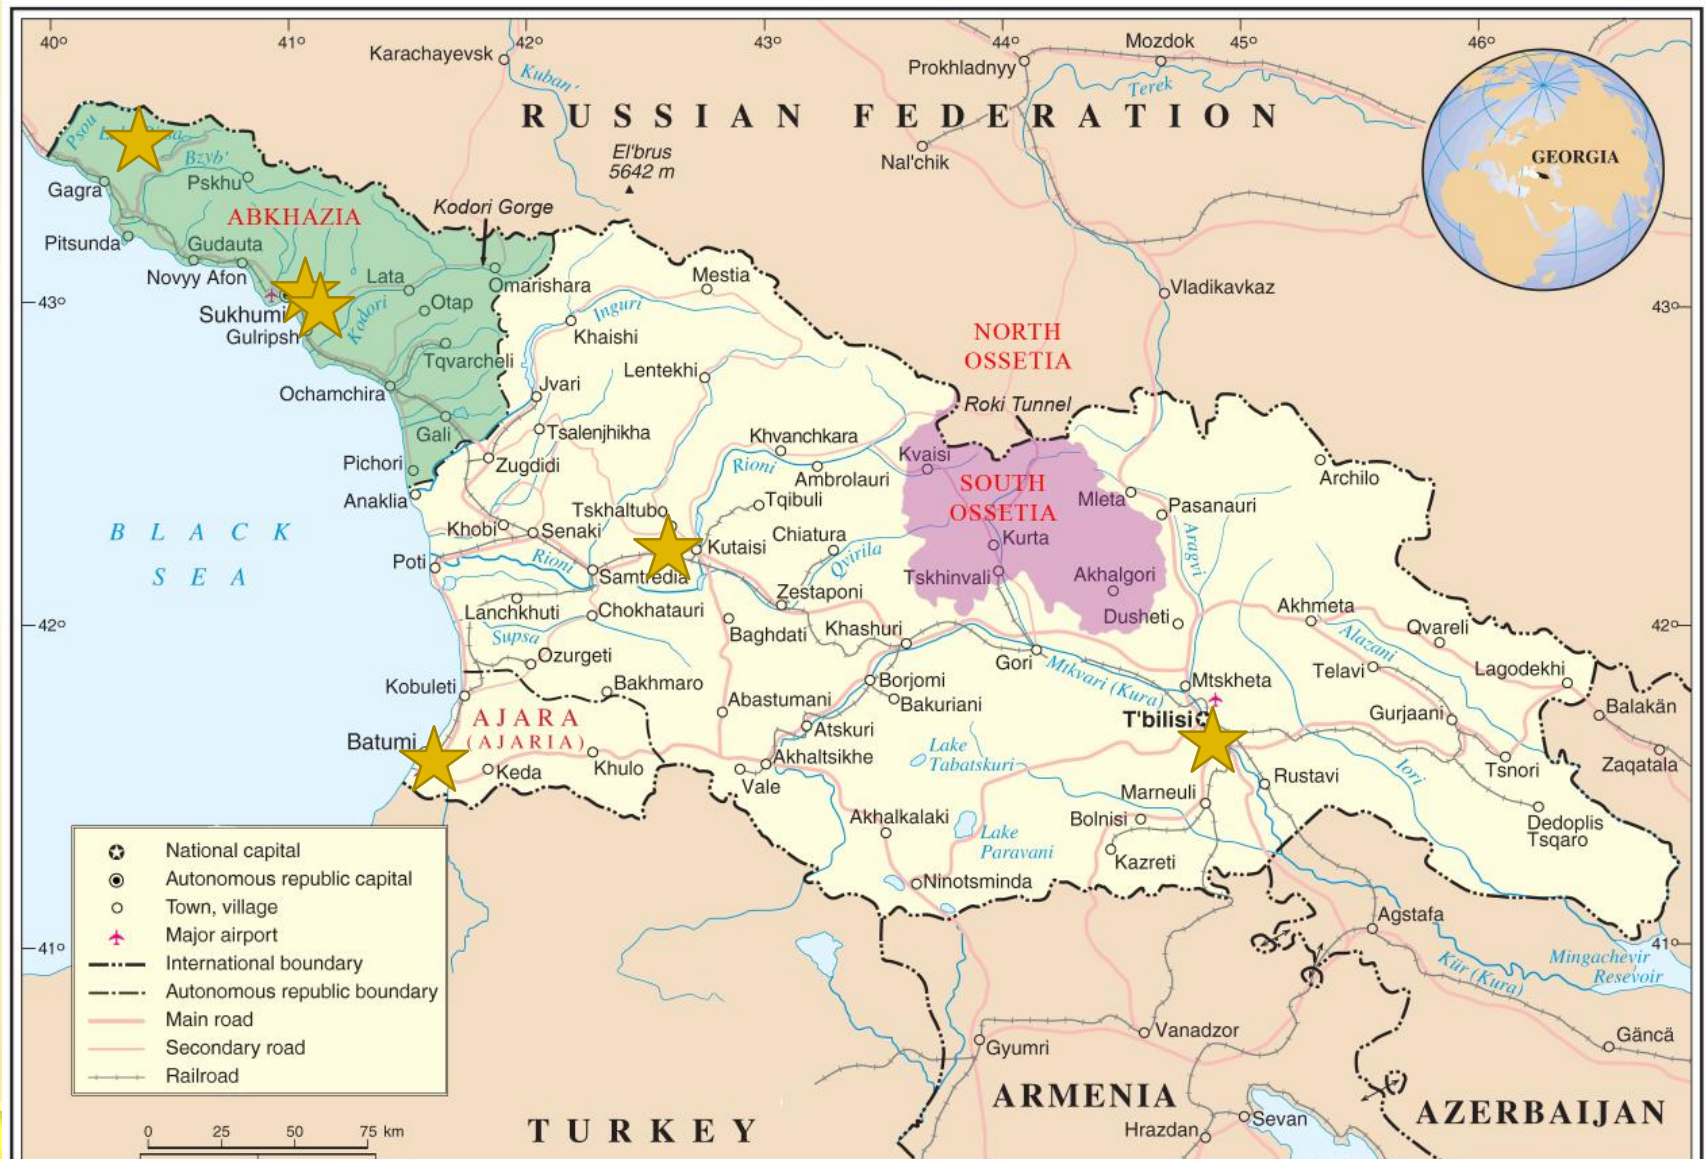 40° 41° 42° 43° 44° 45° 46°
Karachayevsk
Kuban'
Prokhladnyy
Mozdok
Terek
RUSSIAN FEDERATION
Psou
Bzyb'
Gagra
Pskhu
El'brus
5642 m
Nal'chik
GEORGIA
ABKHAZIA
Kodori Gorge
Pitsunda
Gudauta
Novyy Afon
Lata
Omarishara
Mestia
Vladikavkaz
43°
43°
Sukhumi
Otap
Kodori
Inguri
Gulripsh
Khaishi
NORTH
OSSETIA
Tqvarcheli
Lentekhi
Ochamchira
Jvari
Roki Tunnel
Gali
Tsalenjhikha
Khvanchkara
Kvaisi
Pichori
Zugdidi
Rioni
Ambrolauri
SOUTH
OSSETIA
Archilo
Anaklia
Tqibuli
Mleta
Pasanauri
Tskhaltubo
BLACK
SEA
Khobi
Senaki
Chiatura
Kurta
Aragvi
Poti
Rioni
Kutaisi
Qvirila
Samtredia
Tskhinvali
Akhalgori
Zestaponi
Lanchkhuti
Chokhatauri
Akhmeta
Dusheti
42°
42°
Supsa
Baghdati
Khashuri
Alazani
Qvareli
Ozurgeti
Gori
Mtkvari (Kura)
Telavi
Lagodekhi
Kobuleti
Bakhmaro
Borjomi
Mtskheta
Abastumani
Bakuriani
Balakän
AJARA
(AJARIA)
T'bilisi
Gurjaani
Atskuri
Batumi
Lake
Tabatskuri
Keda
Khulo
Akhaltsikhe
Tsnori
Zaqatala
Vale
Rustavi
Iori
Marneuli
Akhalkalaki
Bolnisi
Dedoplis
Tsqaro
Lake
Paravani
Kazreti
Ninotsminda
Agstafa
41°
41°
Mingachevir
Resevoir
Kür (Kura)
Vanadzor
Gyumri
Gäncä
ARMENIA
AZERBAIJAN
TURKEY
Hrazdan
Sevan
National capital
Autonomous republic capital
Town, village
Major airport
International boundary
Autonomous republic boundary
Main road
Secondary road
Railroad
0 25 50 75 km